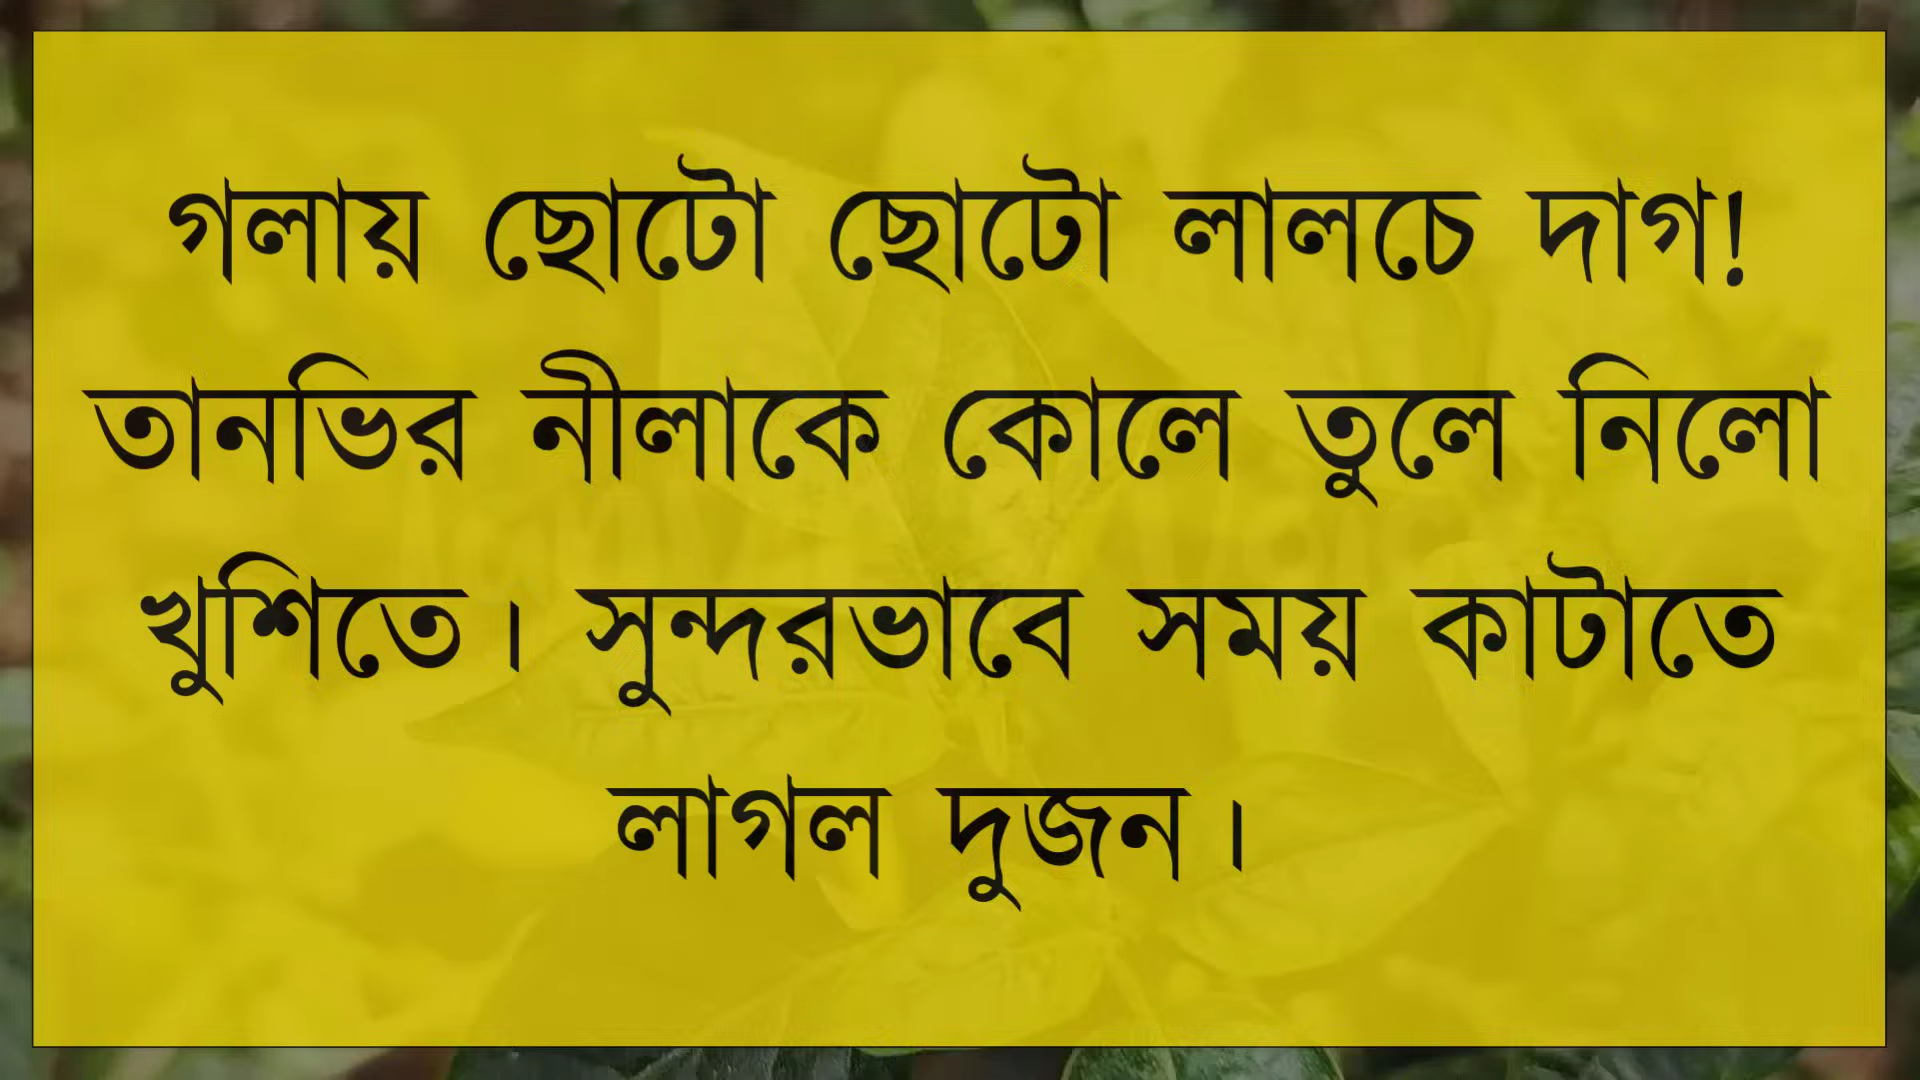 গলায় ছোটো ছোটো লালচে দাগ!
তানভির নীলাকে কোলে তুলে নিলো
খুশিতে। সুন্দরভাবে সময় কাটাতে
লাগল দুজন।